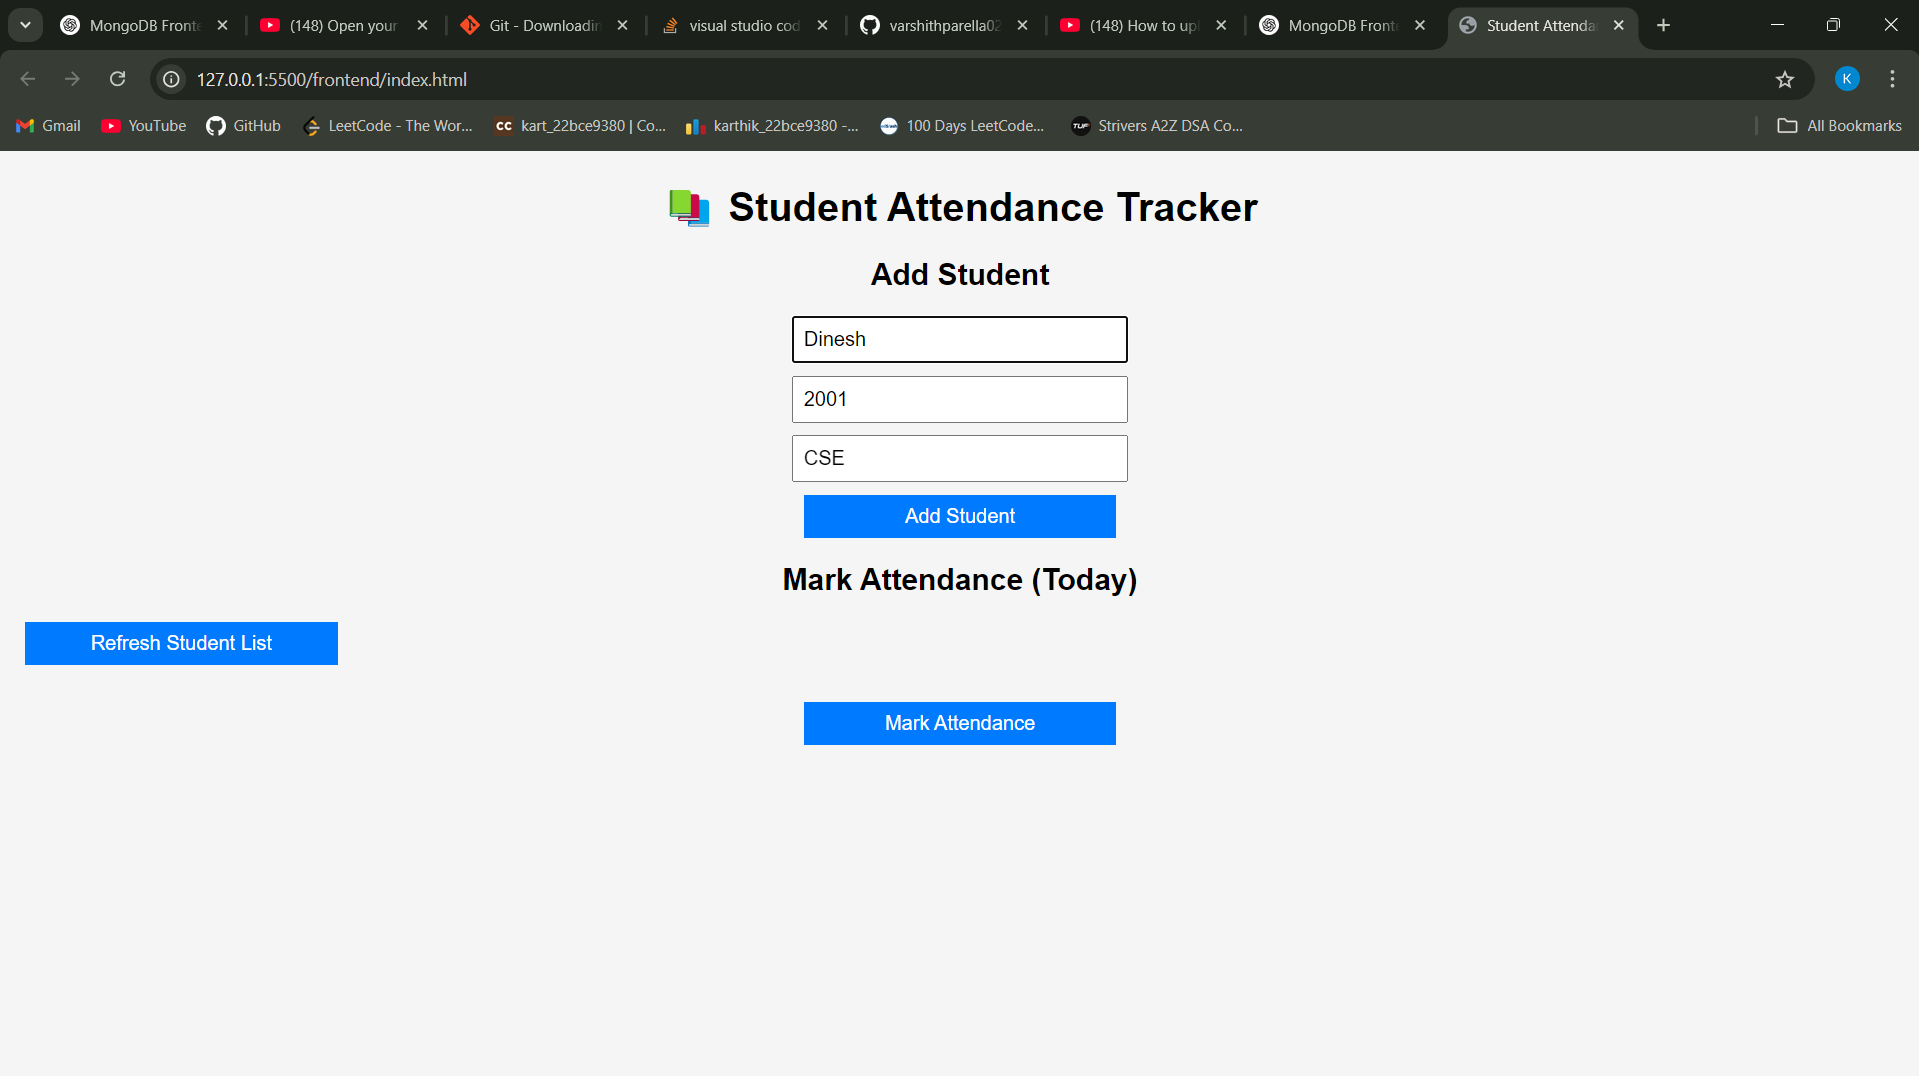 MongoDB Fronte
(148) Open your
Git - Downloadin
visual studio cod
varshithparella02
(148) How to upl
MongoDB Fronte
Student Attenda
127.0.0.1:5500/frontend/index.html
K
Gmail
YouTube
GitHub
LeetCode - The Wor...
CC kart_22bce9380 | Co...
karthik_22bce9380 -...
100 Days LeetCode...
TUF Strivers A2Z DSA Co...
All Bookmarks
Student Attendance Tracker
Add Student
Dinesh
2001
CSE
Add Student
Mark Attendance (Today)
Refresh Student List
Mark Attendance